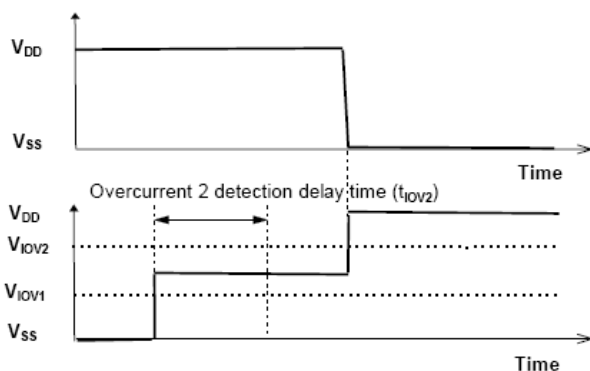 VDD
VSS
Time
Overcurrent 2 detection delay time (tIOV2)
VDD
VIOV2
VIOV1
VSS
Time